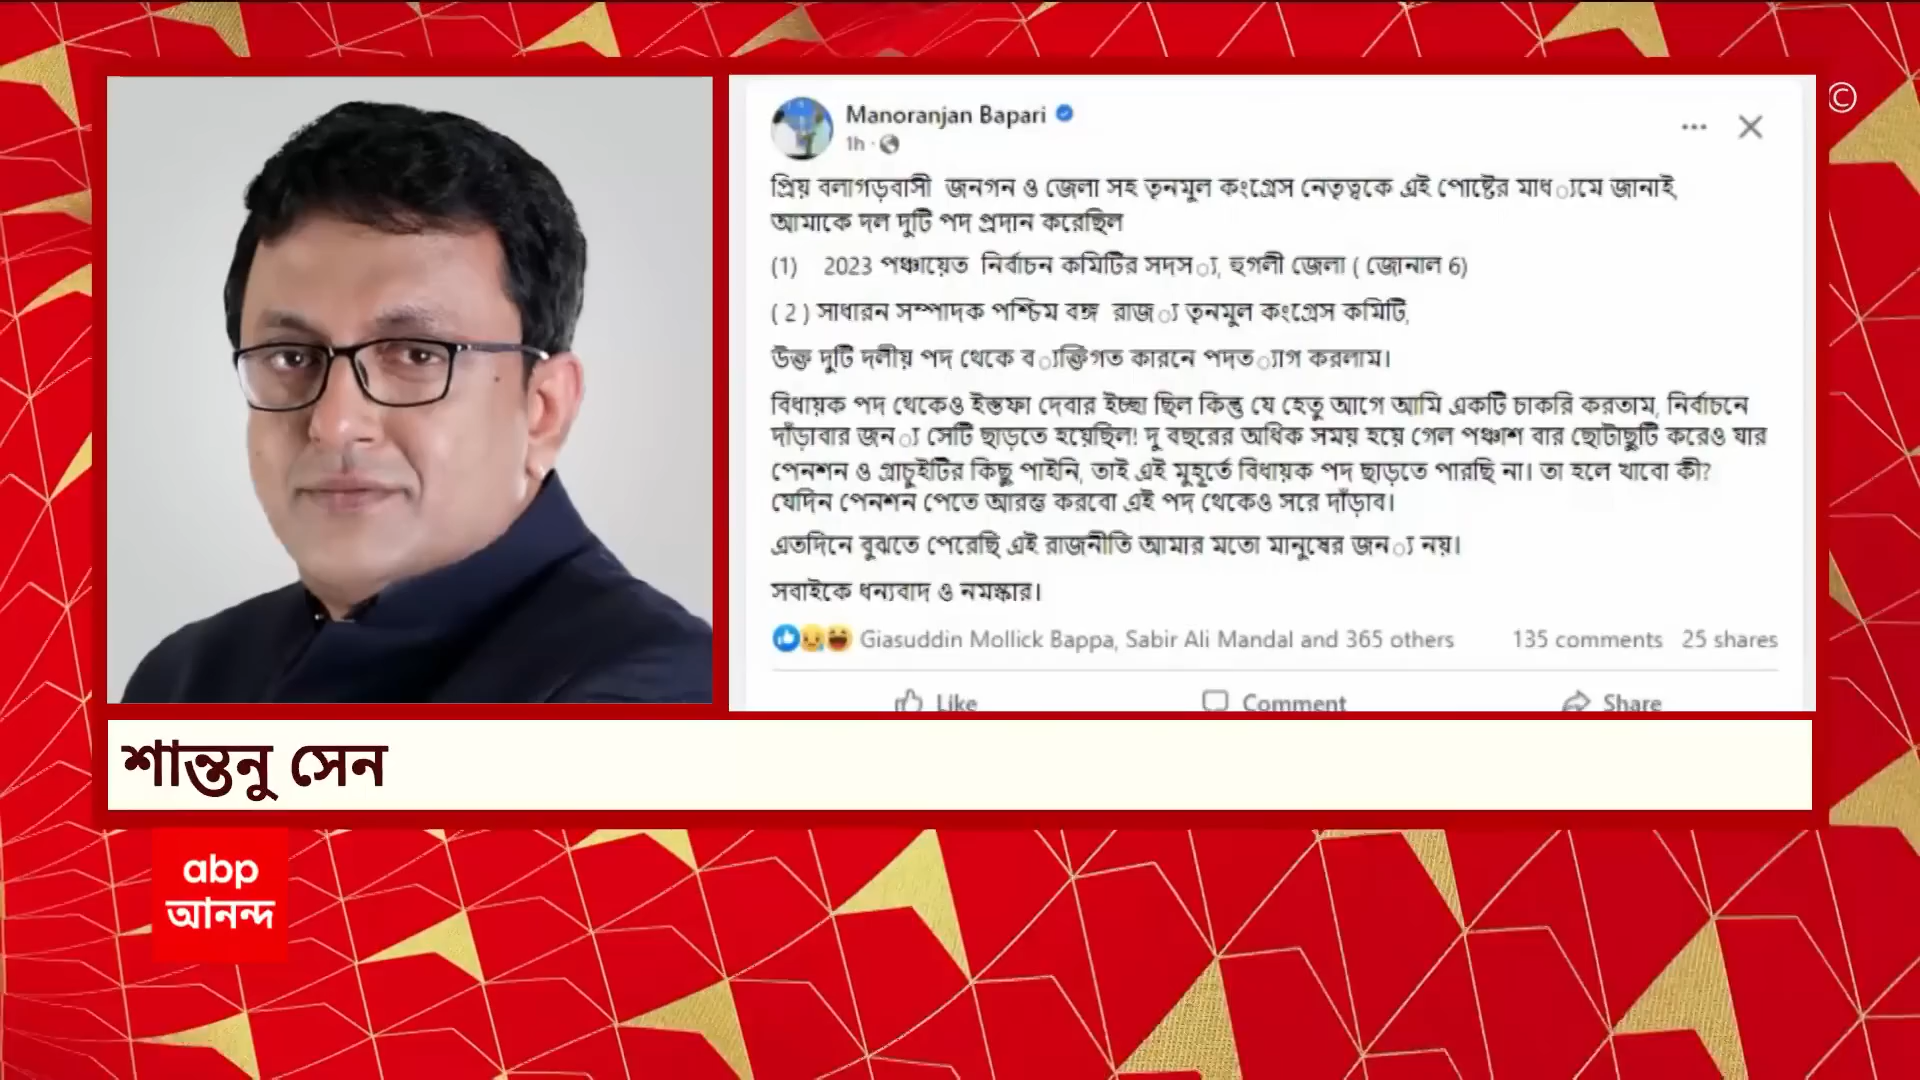 ©
Manoranjan Bapari
1h
প্রিয় বলাগড়বাসী জনগন ও জেলা সহ তৃনমুল কংগ্রেস নেতৃত্বকে এই পোষ্টের মাধ্যমে জানাই,
আমাকে দল দুটি পদ প্রদান করেছিল
(1) 2023 পঞ্চায়েত নির্বাচন কমিটির সদস্য, হুগলী জেলা ( জোনাল 6)
( 2 ) সাধারন সম্পাদক পশ্চিম বঙ্গ রাজ্য তৃনমুল কংগ্রেস কমিটি,
উক্ত দুটি দলীয় পদ থেকে ব্যক্তিগত কারনে পদত্যাগ করলাম।
বিধায়ক পদ থেকেও ইস্তফা দেবার ইচ্ছা ছিল কিন্তু যে হেতু আগে আমি একটি চাকরি করতাম, নির্বাচনে
দাঁড়াবার জন্য সেটি ছাড়তে হয়েছিল! দু বছরের অধিক সময় হয়ে গেল পঞ্চাশ বার ছোটাছুটি করেও যার
পেনশন ও গ্রাচুইটির কিছু পাইনি, তাই এই মুহূর্তে বিধায়ক পদ ছাড়তে পারছি না। তা হলে খাবো কী?
যেদিন পেনশন পেতে আরম্ভ করবো এই পদ থেকেও সরে দাঁড়াব।
এতদিনে বুঝতে পেরেছি এই রাজনীতি আমার মতো মানুষের জন্য নয়।
সবাইকে ধন্যবাদ ও নমস্কার।
Giasuddin Mollick Bappa, Sabir Ali Mandal and 365 others 135 comments 25 shares
Like Comment Share
শান্তনু সেন
abp
আনন্দ